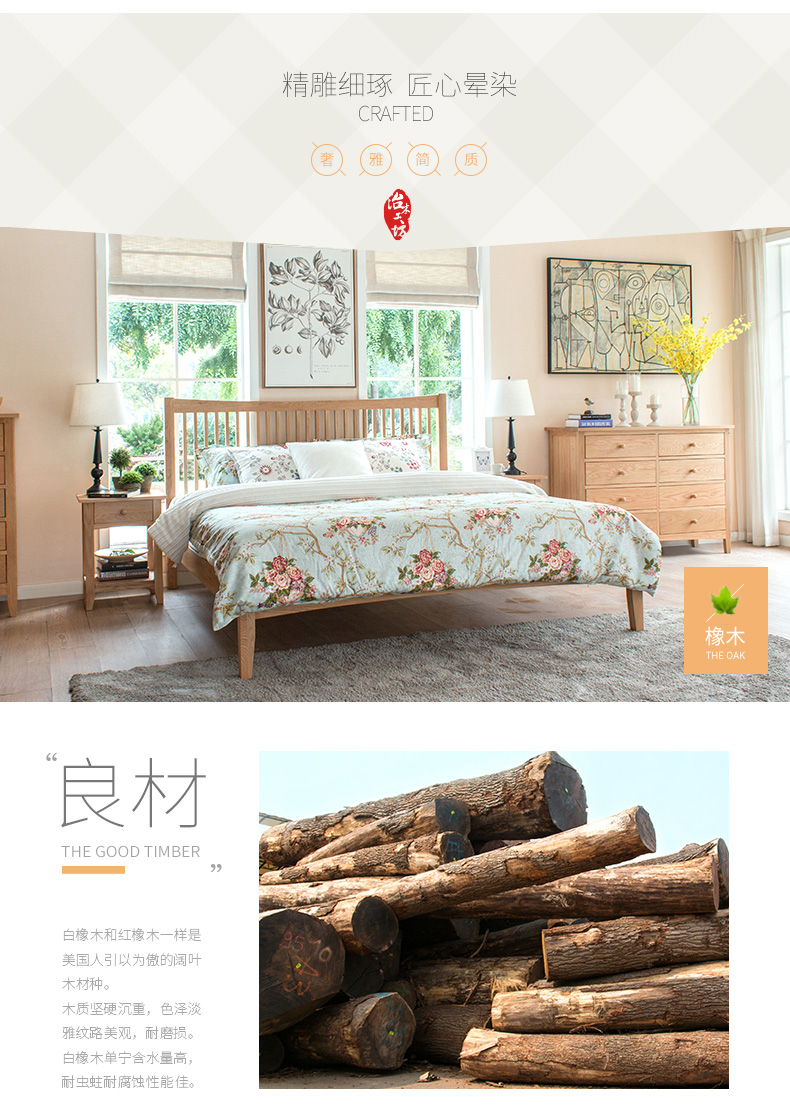 精雕细琢 匠心晕染
CRAFTED
奢 雅 简 质
冶木工坊
橡木
THE OAK
“良材
THE GOOD TIMBER
”
白橡木和红橡木一样是
美国人引以为傲的阔叶
木材种。
木质坚硬沉重，色泽淡
雅纹路美观，耐磨损。
白橡木单宁含水量高，
耐虫蛀耐腐蚀性能佳。